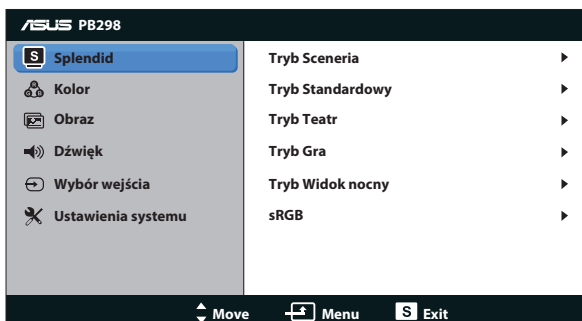 ASUS PB298
S Splendid
Tryb Sceneria
Kolor
Tryb Standardowy
Obraz
Tryb Teatr
Dźwięk
Tryb Gra
Wybór wejścia
Tryb Widok nocny
Ustawienia systemu
sRGB
Move Menu S Exit